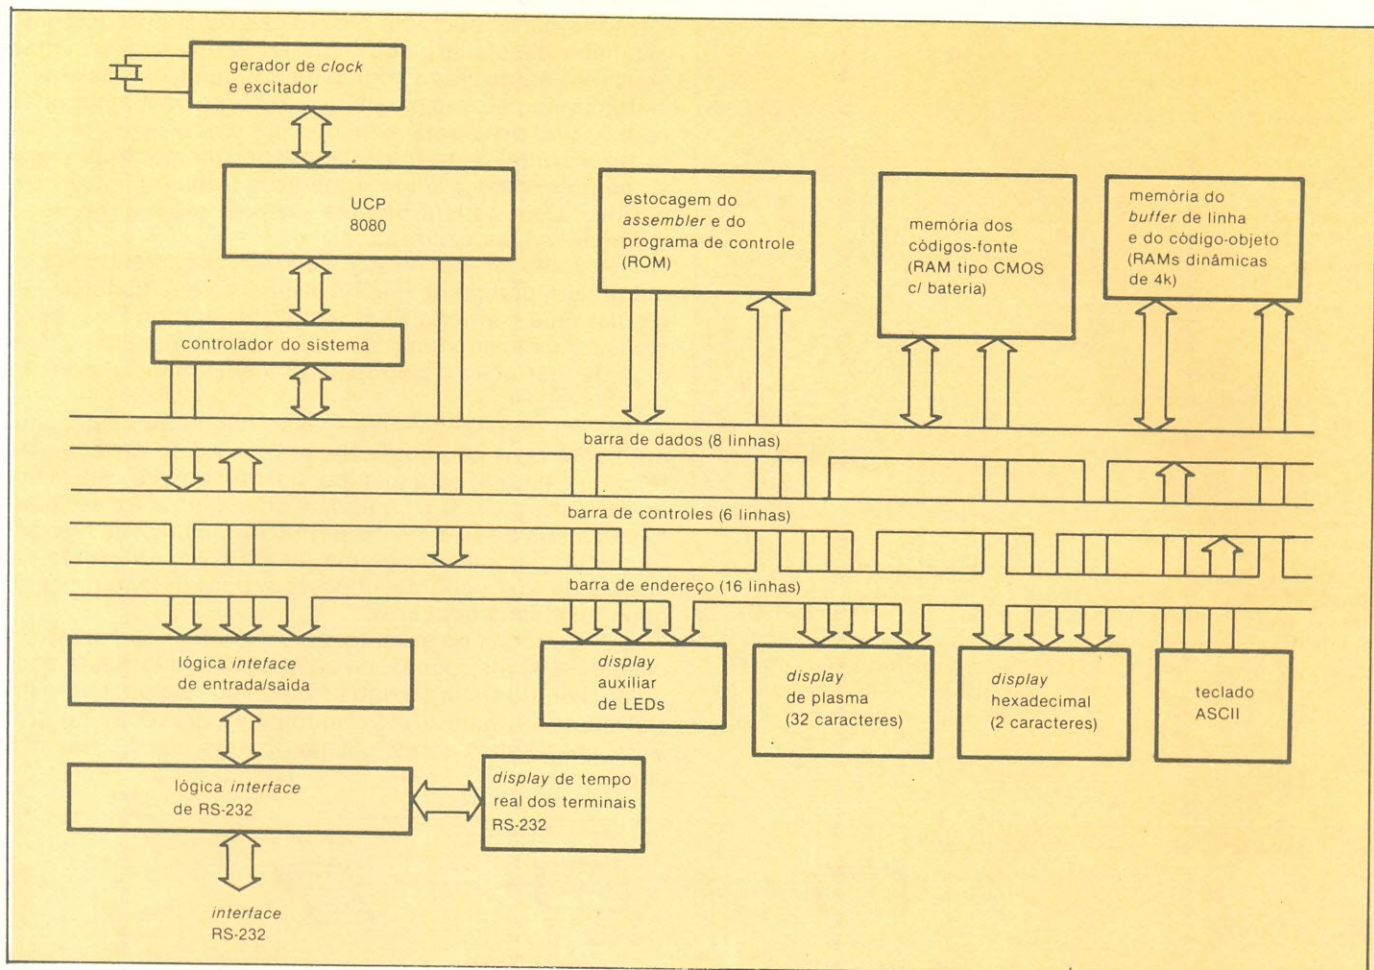 gerador de clock
e excitador
UCP
8080
estocagem do
assembler e do
programa de controle
(ROM)
memória dos
códigos-fonte
(RAM tipo CMOS
c/ bateria)
memória do
buffer de linha
e do còdigo-objeto
(RAMs dinâmicas
de 4k)
controlador do sistema
barra de dados (8 linhas)
barra de controles (6 linhas)
barra de endereço (16 linhas)
lógica inteface
de entrada/saída
display
auxiliar
de LEDs
display
de plasma
(32 caracteres)
display
hexadecimal
(2 caracteres)
teclado
ASCII
lógica interface
de RS-232
display de tempo
real dos terminais
RS-232
interface
RS-232